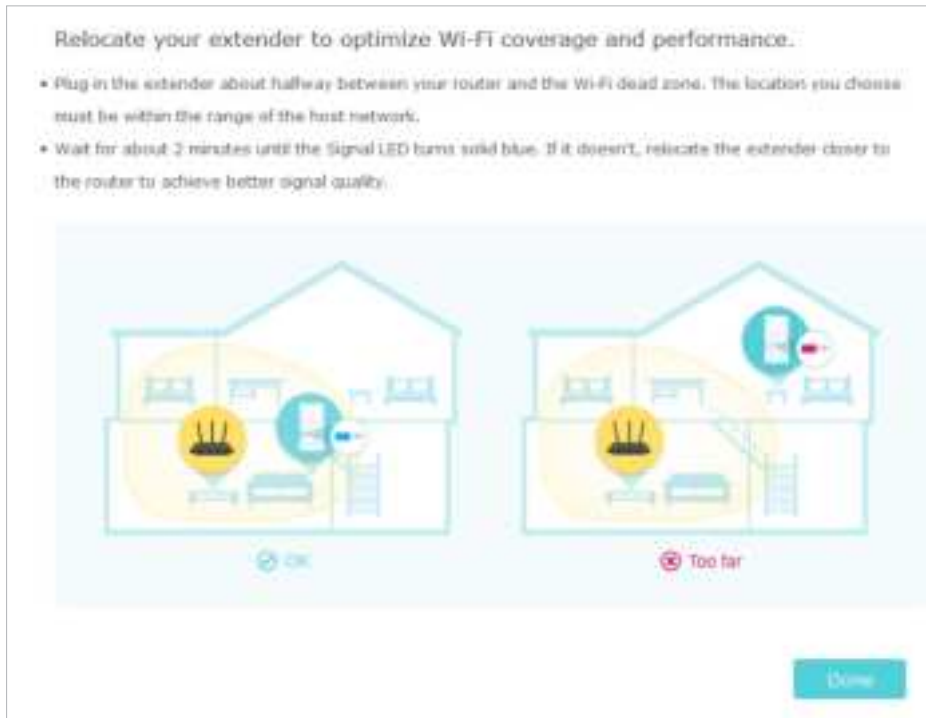 Relocate your extender to optimize Wi-Fi coverage and performance.
• Plug in the extender about halfway between your router and the Wi-Fi dead zone. The location you choose
must be within the range of the host network.
• Wait for about 2 minutes until the Signal LED turns solid blue. If it doesn't, relocate the extender closer to
the router to achieve better signal quality.
OK
Too far
Done